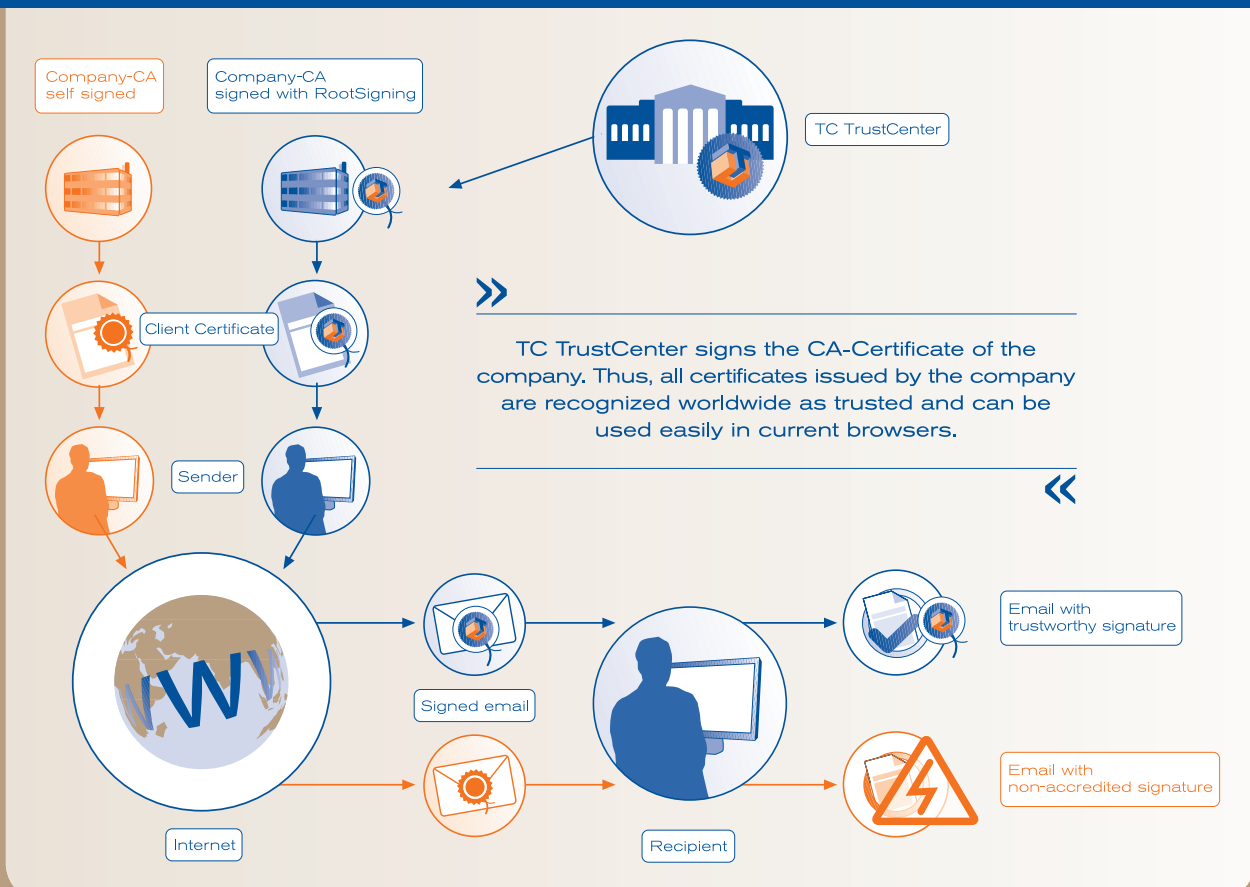 Company-CA
self signed
Company-CA
signed with RootSigning
TC TrustCenter
Client Certificate
»
TC TrustCenter signs the CA-Certificate of the
company. Thus, all certificates issued by the company
are recognized worldwide as trusted and can be
used easily in current browsers.
«
Sender
WWW
Signed email
Email with
trustworthy signature
Email with
non-accredited signature
Internet
Recipient